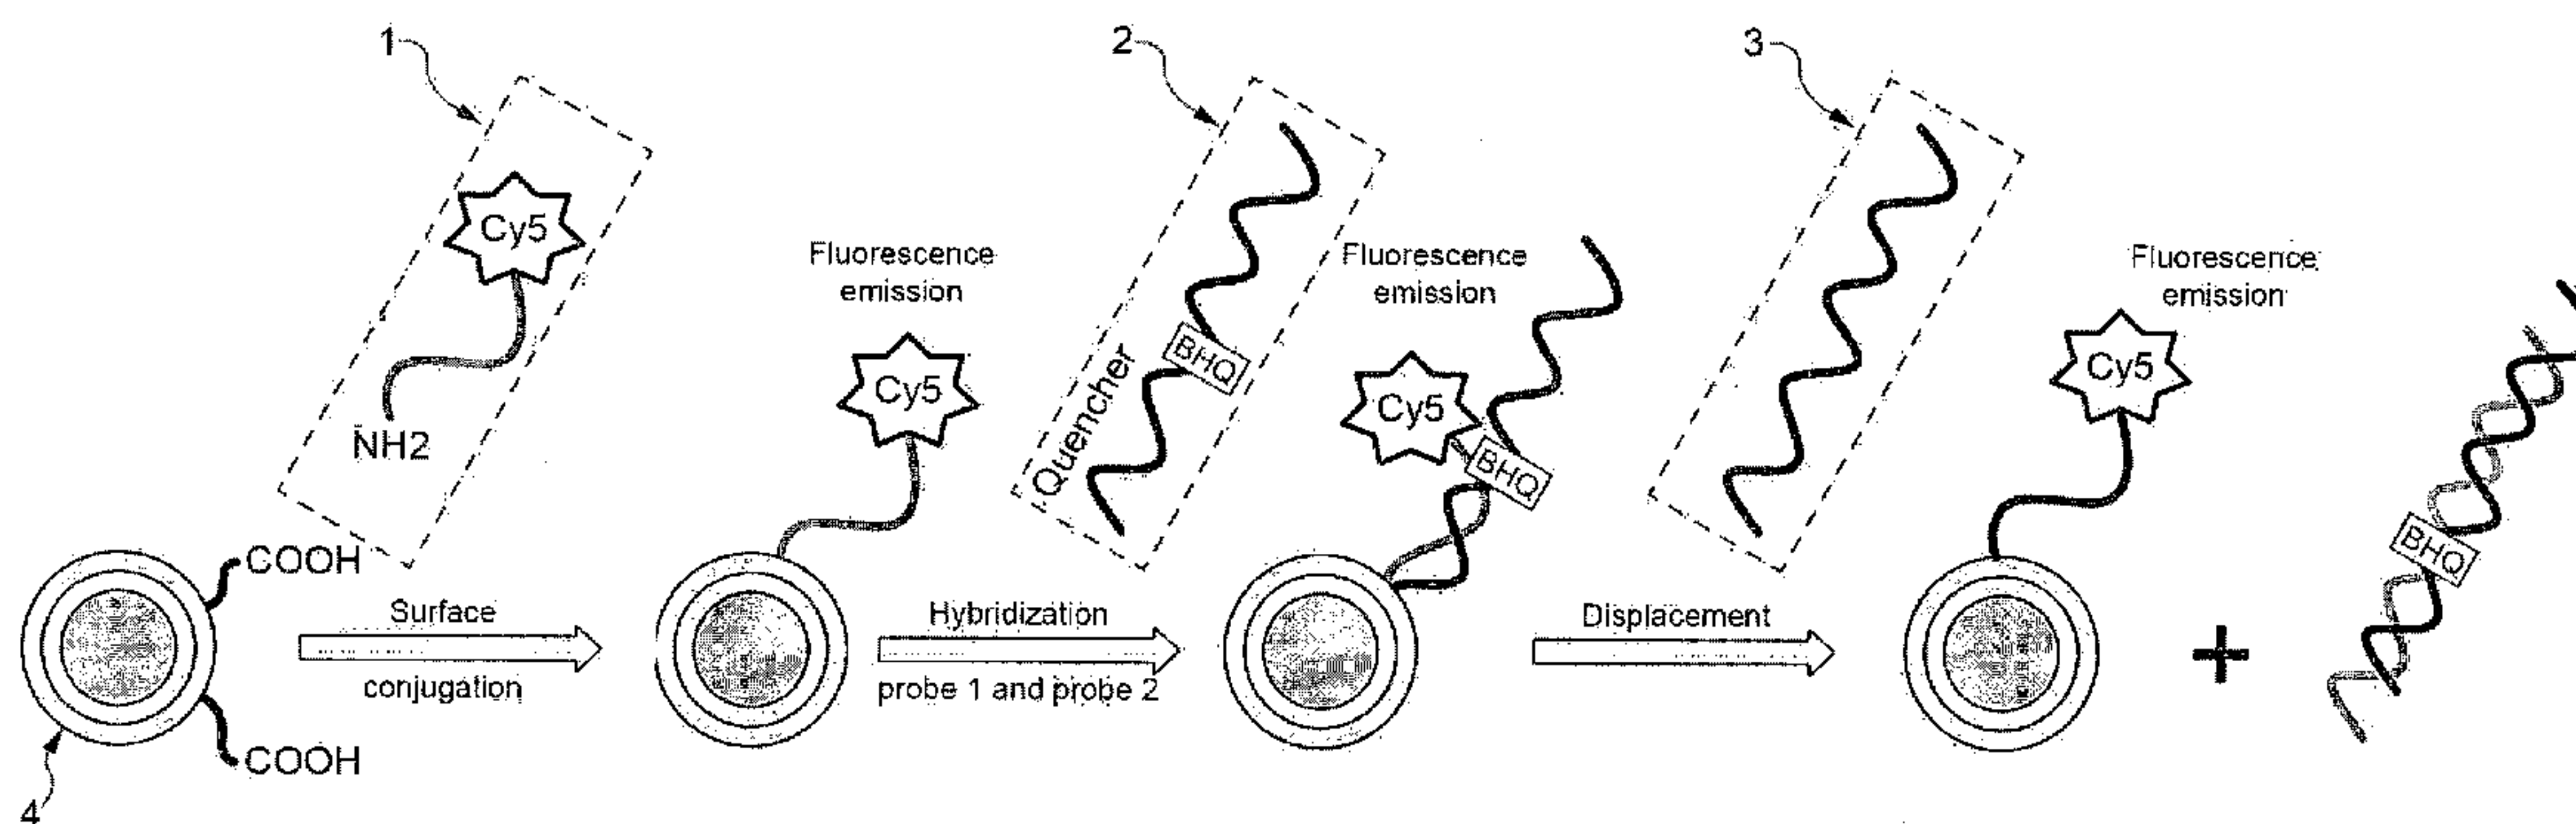 1
2
3
Cy5
NH2
Fluorescence
emission
Cy5
BHQ
Quencher
Fluorescence
emission
Cy5
BHQ
Fluorescence
emission
Cy5
BHQ
COOH
COOH
4
Surface
conjugation
Hybridization
probe 1 and probe 2
Displacement
+